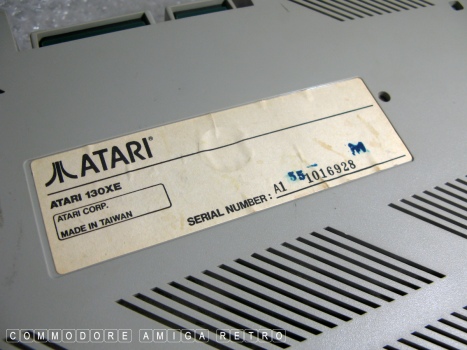 ATARI®
ATARI 130XE
ATARI CORP.
MADE IN TAIWAN
SERIAL NUMBER: A1 55 1016928 M
COMMODORE AMIGA RETRO